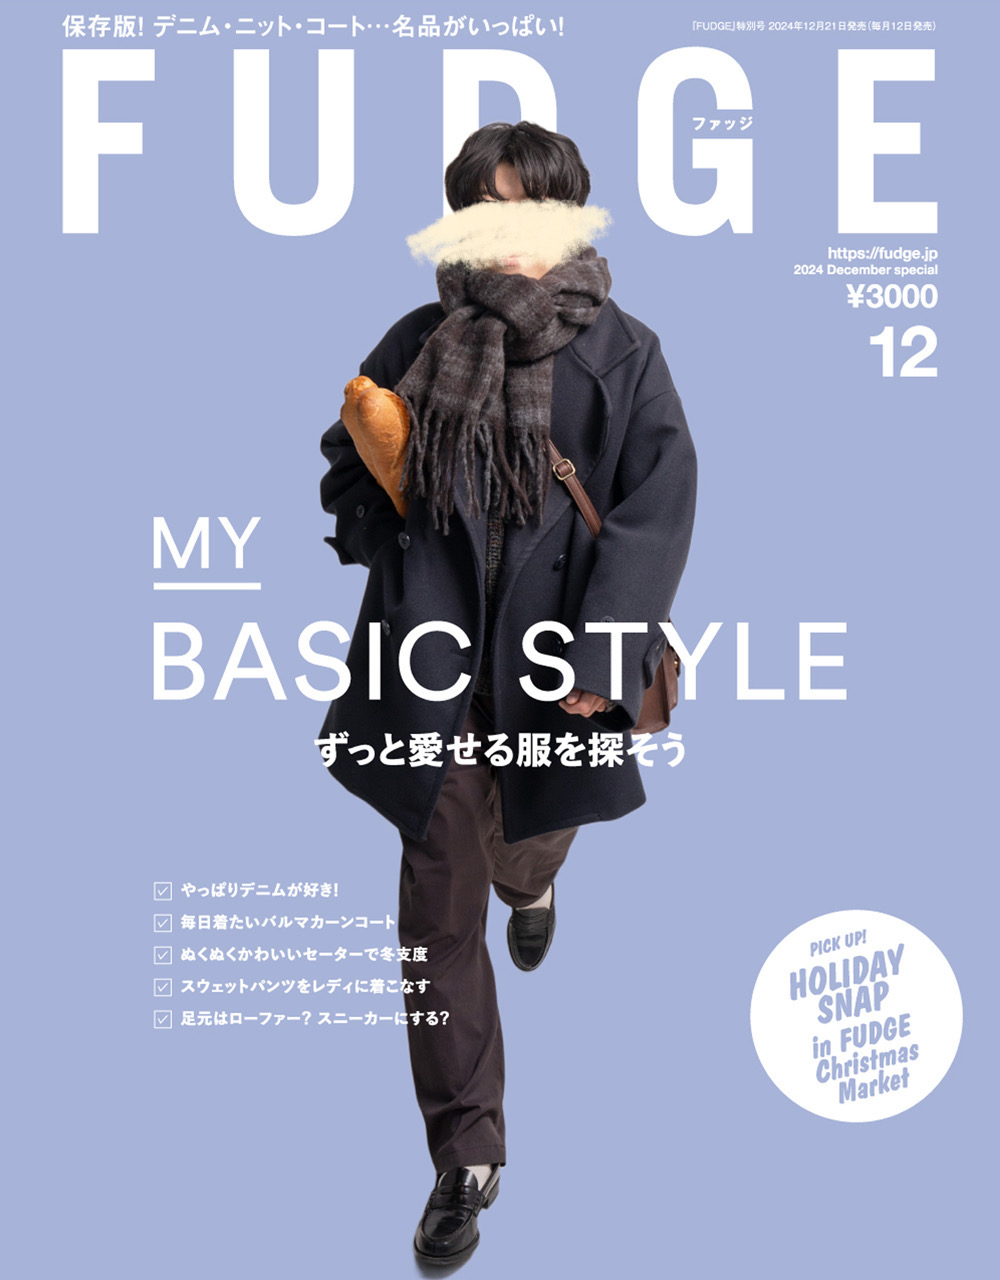 保存版! デニム・ニット・コート…名品がいっぱい!
「FUDGE」特別号 2024年12月21日発売(毎月12日発売)
FUDGE
ファッジ
https://fudge.jp
2024 December special
¥3000
12
MY
BASIC STYLE
ずっと愛せる服を探そう
やっぱりデニムが好き!
毎日着たいバルマカーンコート
ぬくぬくかわいいセーターで冬支度
スウェットパンツをレディに着こなす
足元はローファー? スニーカーにする?
PICK UP!
HOLIDAY
SNAP
in FUDGE
Christmas
Market